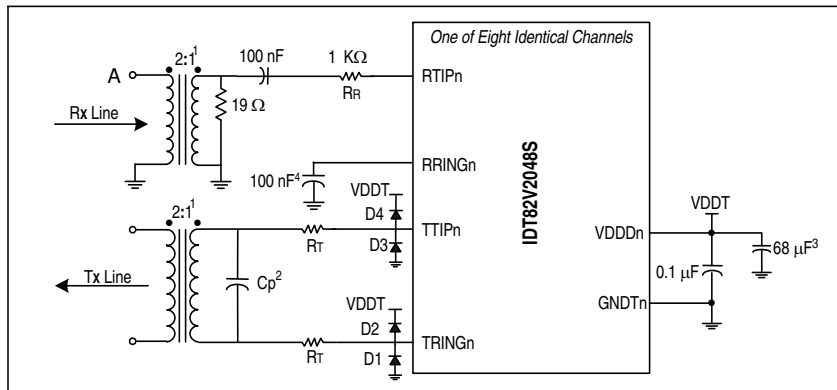 One of Eight Identical Channels
2:1¹
100 nF
1 KΩ
A
RTIPn
RR
19 Ω
Rx Line
RRINGn
100 nF⁴
VDDT
D4
2:1¹
TTIPn
RT
D3
Cp²
Tx Line
VDDT
D2
TRINGn
RT
D1
IDT82V2048S
VDDT
VDDDn
68 µF³
0.1 µF
GNDTn